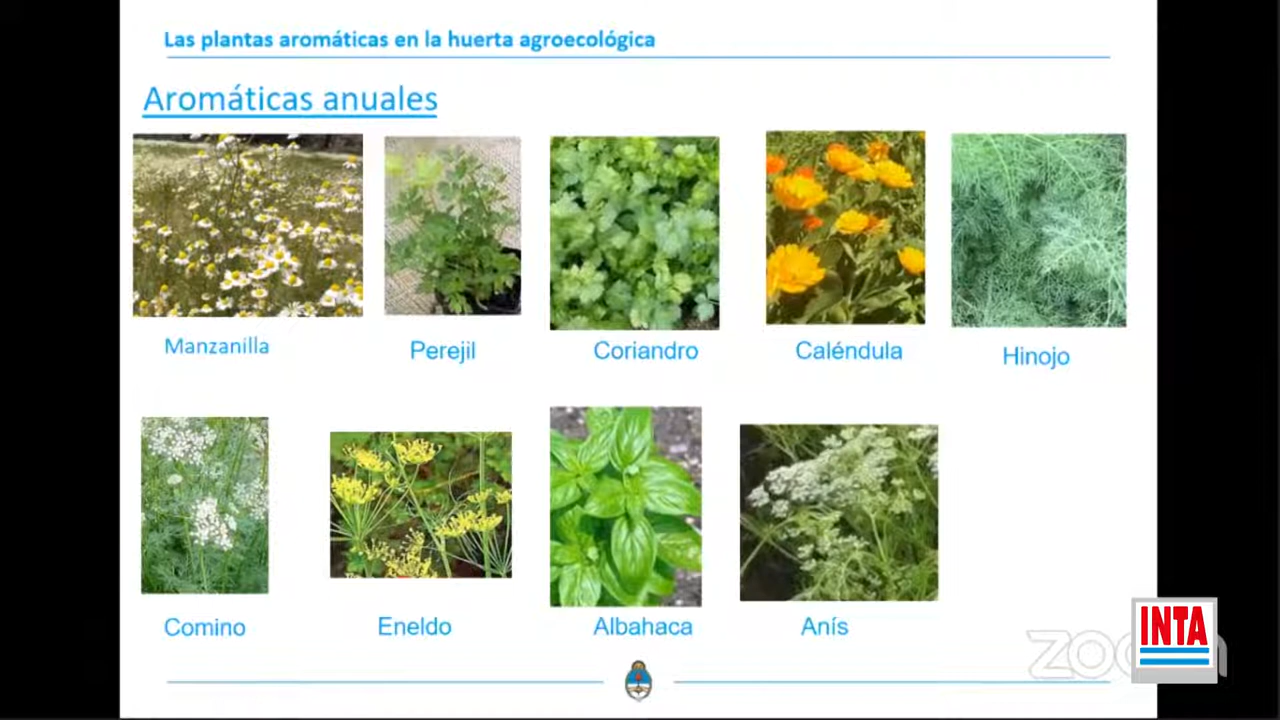 Las plantas aromáticas en la huerta agroecológica
Aromáticas anuales
Manzanilla
Perejil
Coriandro
Caléndula
Hinojo
Comino
Eneldo
Albahaca
Anís
INTA